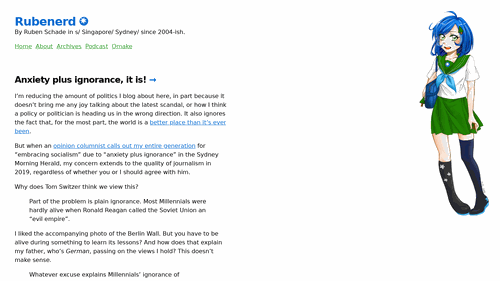 Rubenerd
By Ruben Schade in s/ Singapore/ Sydney/ since 2004-ish.
Home About Archives Podcast Omake
Anxiety plus ignorance, it is! →
I'm reducing the amount of politics I blog about here, in part because it
doesn't bring me any joy talking about the latest scandal, or how I think
a policy or politician is heading us in the wrong direction. It also ignores
the fact that, for the most part, the world is a better place than it's ever
been.
But when an opinion columnist calls out my entire generation for
"embracing socialism" due to "anxiety plus ignorance" in the Sydney
Morning Herald, my concern extends to the quality of journalism in
2019, regardless of whether you or I should agree with him.
Why does Tom Switzer think we view this?
Part of the problem is plain ignorance. Most Millennials were
hardly alive when Ronald Reagan called the Soviet Union an
"evil empire".
I liked the accompanying photo of the Berlin Wall. But you have to be
alive during something to learn its lessons? And how does that explain
my father, who's German, passing on the views I hold? This doesn't
make sense.
Whatever excuse explains Millennials' ignorance of